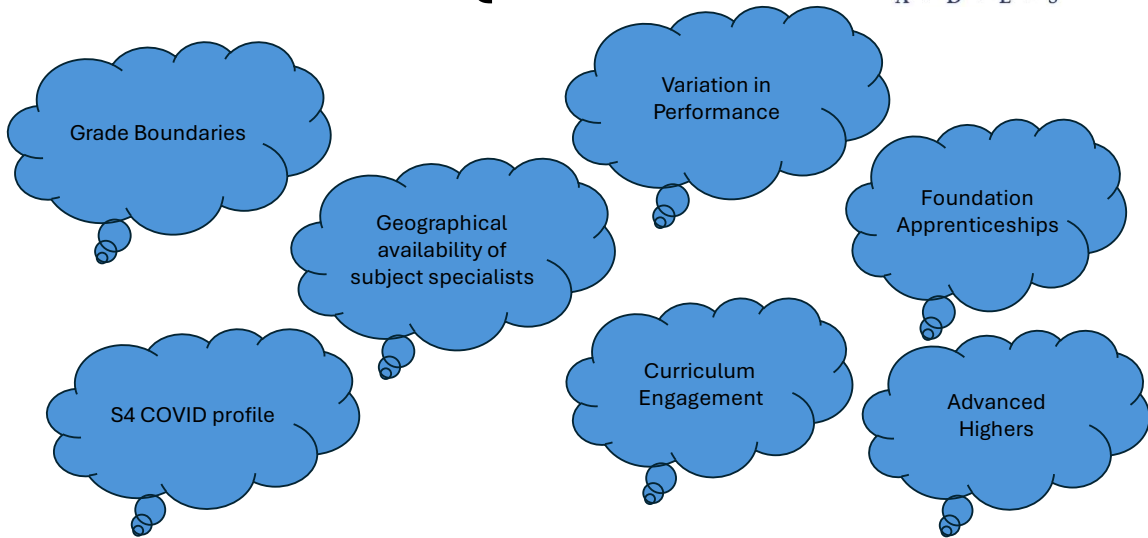 Grade Boundaries
Variation in
Performance
Geographical
availability of
subject specialists
Foundation
Apprenticeships
S4 COVID profile
Curriculum
Engagement
Advanced
Highers